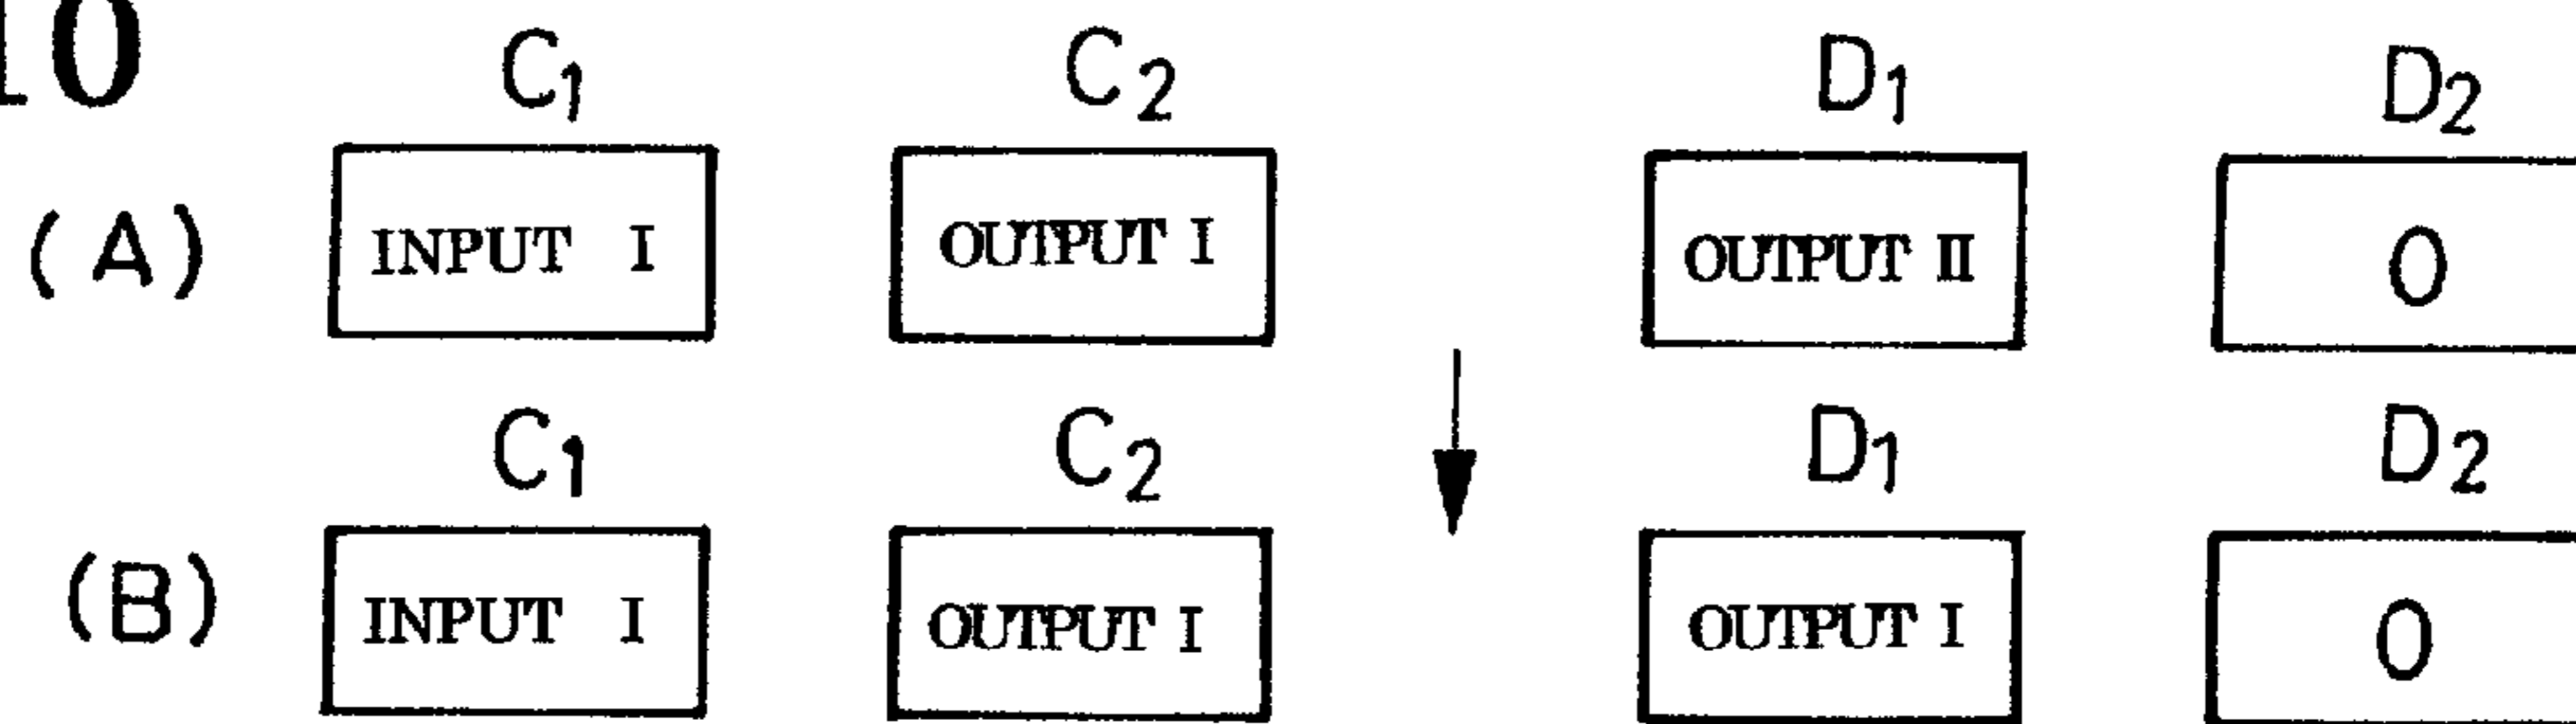 10
C1 C2 D1 D2
(A) INPUT I OUTPUT I OUTPUT II 0
C1 C2 D1 D2
(B) INPUT I OUTPUT I OUTPUT I 0